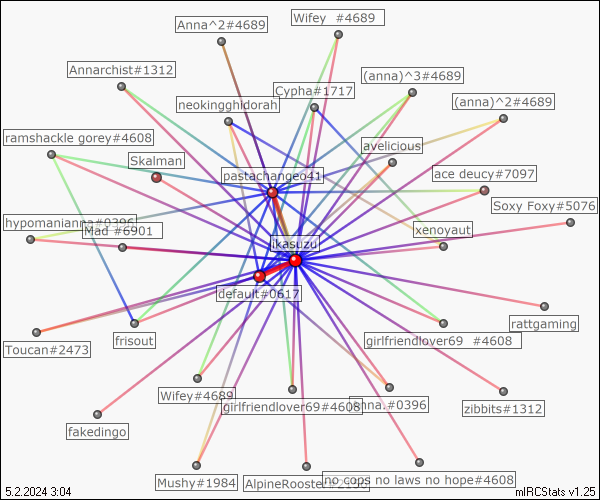 Wifey #4689
Anna^2#4689
Annarchist#1312
(anna)^3#4689
Cypha#1717
neokingghidorah
(anna)^2#4689
ramshackle gorey#4608
avelicious
Skalman
ace deucy#7097
pastachangeo41
Soxy Foxy#5076
hypomanianna#0396
Mad #6901
xenoyaut
likasuzu
default#0617
rattgaming
frisout
girlfriendlover69 #4608
Toucan#2473
Wifey#4689
girlfriendlover69#4608
#0396
zibbits#1312
fakedingo
Mushy#1984
no cops no laws no hope#4608
5.2.2024 3:04
mIRCStats v1.25